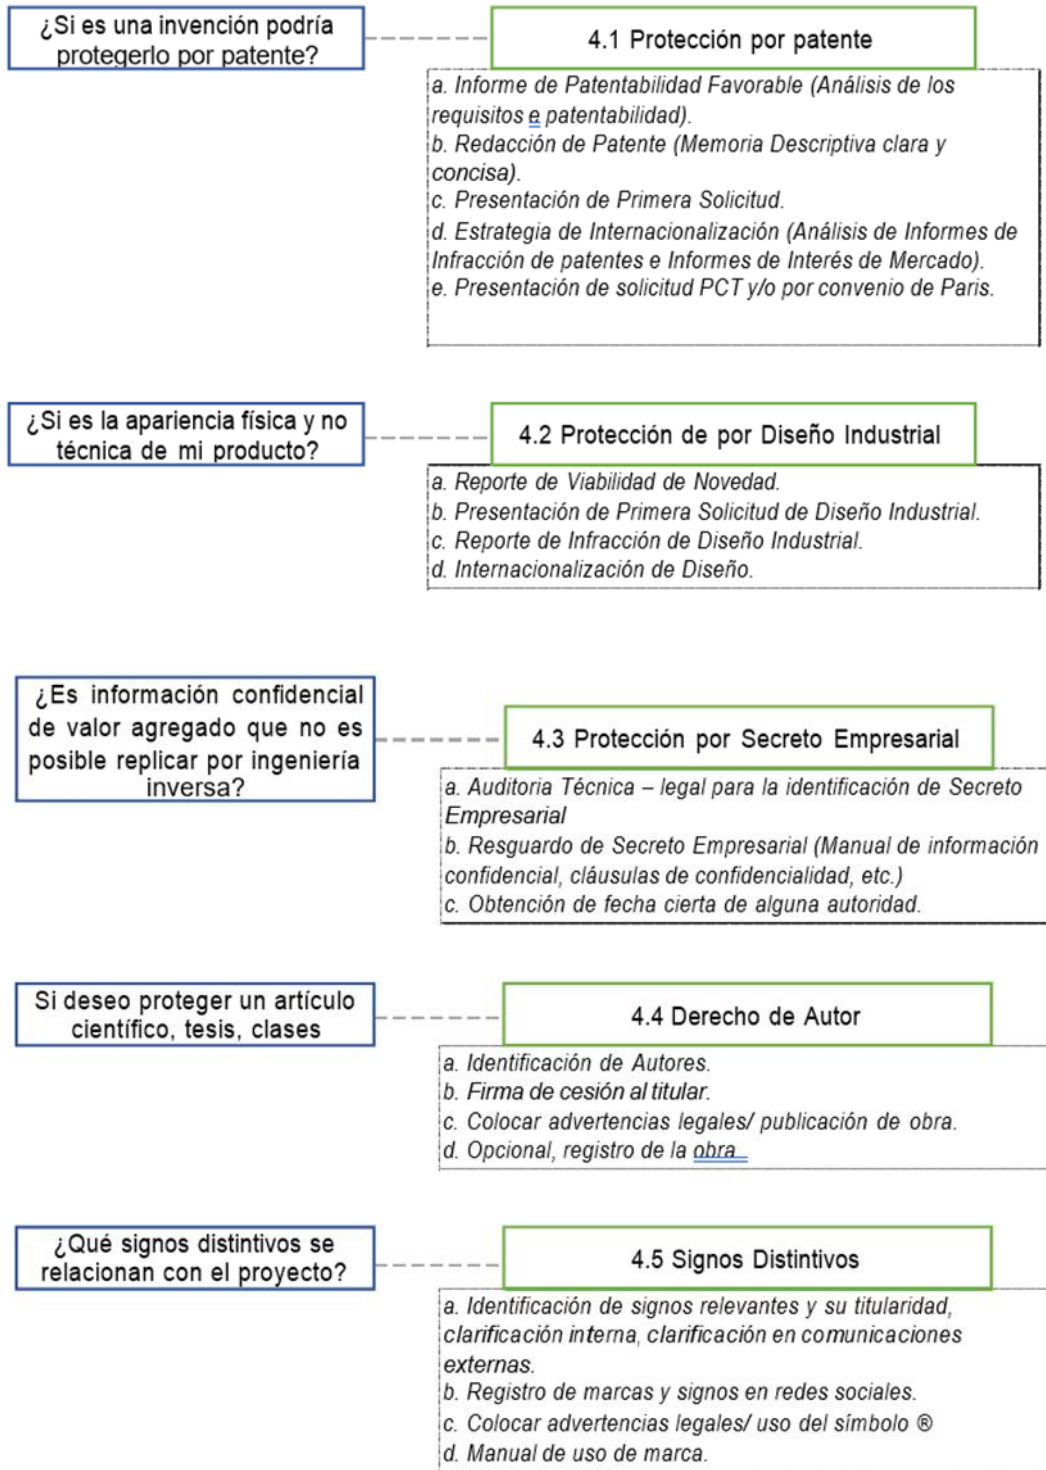 ¿Si es una invención podría
protegerlo por patente?
4.1 Protección por patente
a. Informe de Patentabilidad Favorable (Análisis de los
requisitos e patentabilidad).
b. Redacción de Patente (Memoria Descriptiva clara y
concisa).
c. Presentación de Primera Solicitud.
d. Estrategia de Internacionalización (Análisis de Informes de
Infracción de patentes e Informes de Interés de Mercado).
e. Presentación de solicitud PCT y/o por convenio de Paris.
¿Si es la apariencia física y no
técnica de mi producto?
4.2 Protección de por Diseño Industrial
a. Reporte de Viabilidad de Novedad.
b. Presentación de Primera Solicitud de Diseño Industrial.
c. Reporte de Infracción de Diseño Industrial.
d. Internacionalización de Diseño.
¿Es información confidencial
de valor agregado que no es
posible replicar por ingeniería
inversa?
4.3 Protección por Secreto Empresarial
a. Auditoria Técnica – legal para la identificación de Secreto
Empresarial
b. Resguardo de Secreto Empresarial (Manual de información
confidencial, cláusulas de confidencialidad, etc.)
c. Obtención de fecha cierta de alguna autoridad.
Si deseo proteger un artículo
científico, tesis, clases
4.4 Derecho de Autor
a. Identificación de Autores.
b. Firma de cesión al titular.
c. Colocar advertencias legales/ publicación de obra.
d. Opcional, registro de la obra
¿Qué signos distintivos se
relacionan con el proyecto?
4.5 Signos Distintivos
a. Identificación de signos relevantes y su titularidad,
clarificación interna, clarificación en comunicaciones
externas.
b. Registro de marcas y signos en redes sociales.
c. Colocar advertencias legales/ uso del símbolo ®
d. Manual de uso de marca.